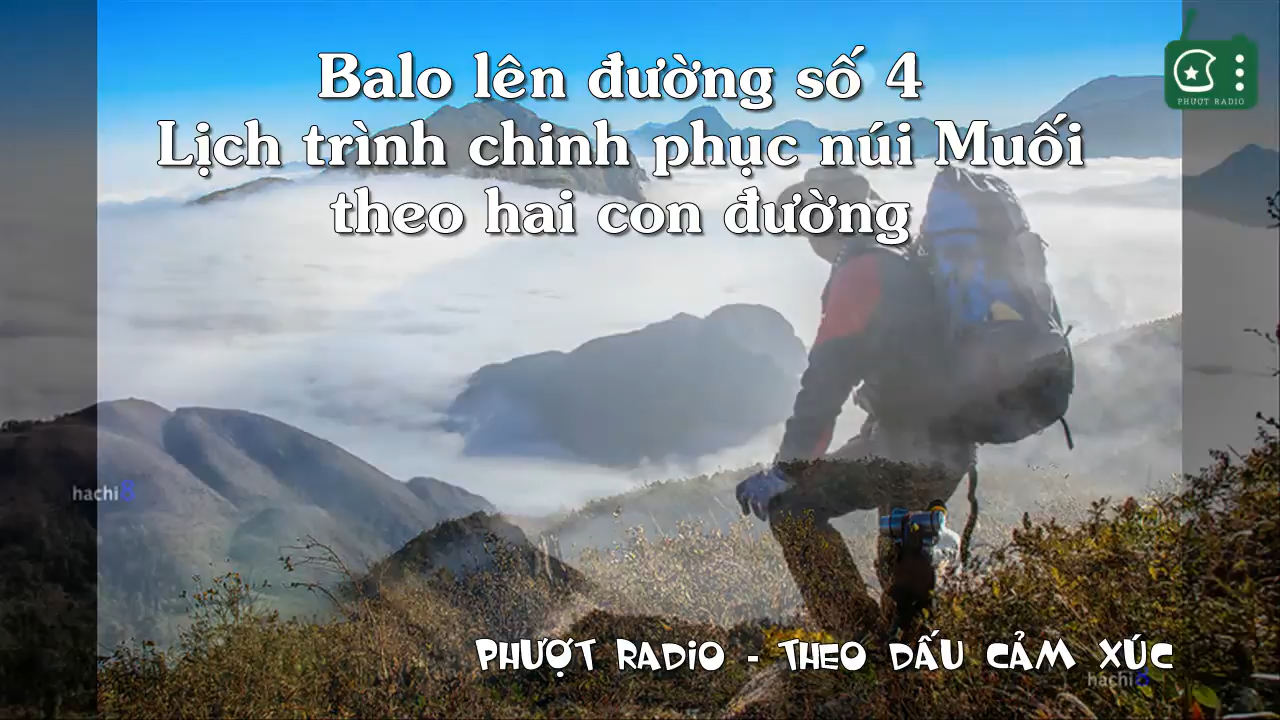 Balo lên đường số 4
Lịch trình chinh phục núi Muối
theo hai con đường
PHƯỢT RADIO
hachi8
PHƯỢT RADIO - THEO DẤU CẢM XÚC
hachi8